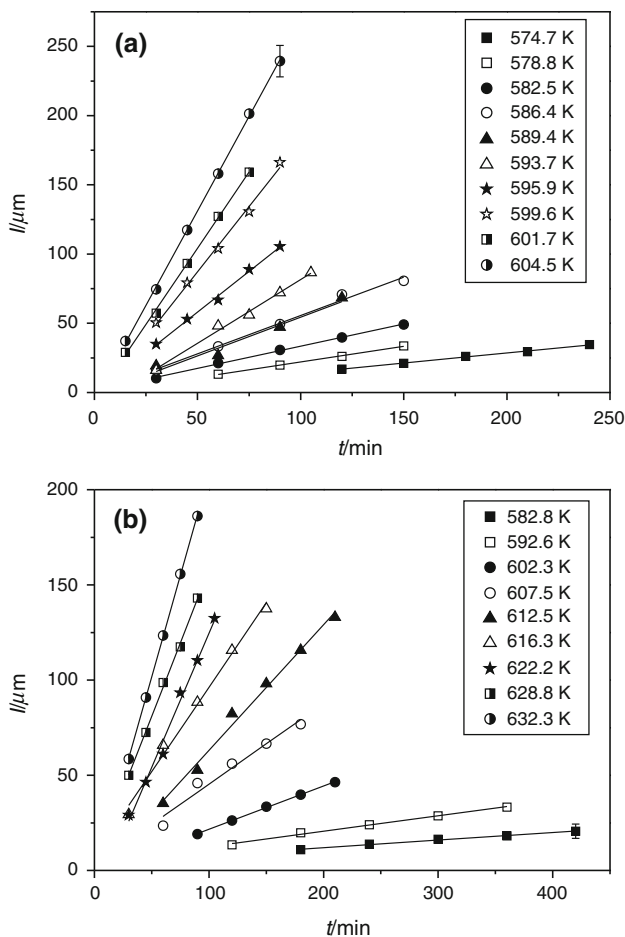 (a)
250
200
150
100
50
0
l/μm
574.7 K
578.8 K
582.5 K
586.4 K
589.4 K
593.7 K
595.9 K
599.6 K
601.7 K
604.5 K
0 50 100 150 200 250
t/min
(b)
200
150
100
50
0
l/μm
582.8 K
592.6 K
602.3 K
607.5 K
612.5 K
616.3 K
622.2 K
628.8 K
632.3 K
0 100 200 300 400
t/min